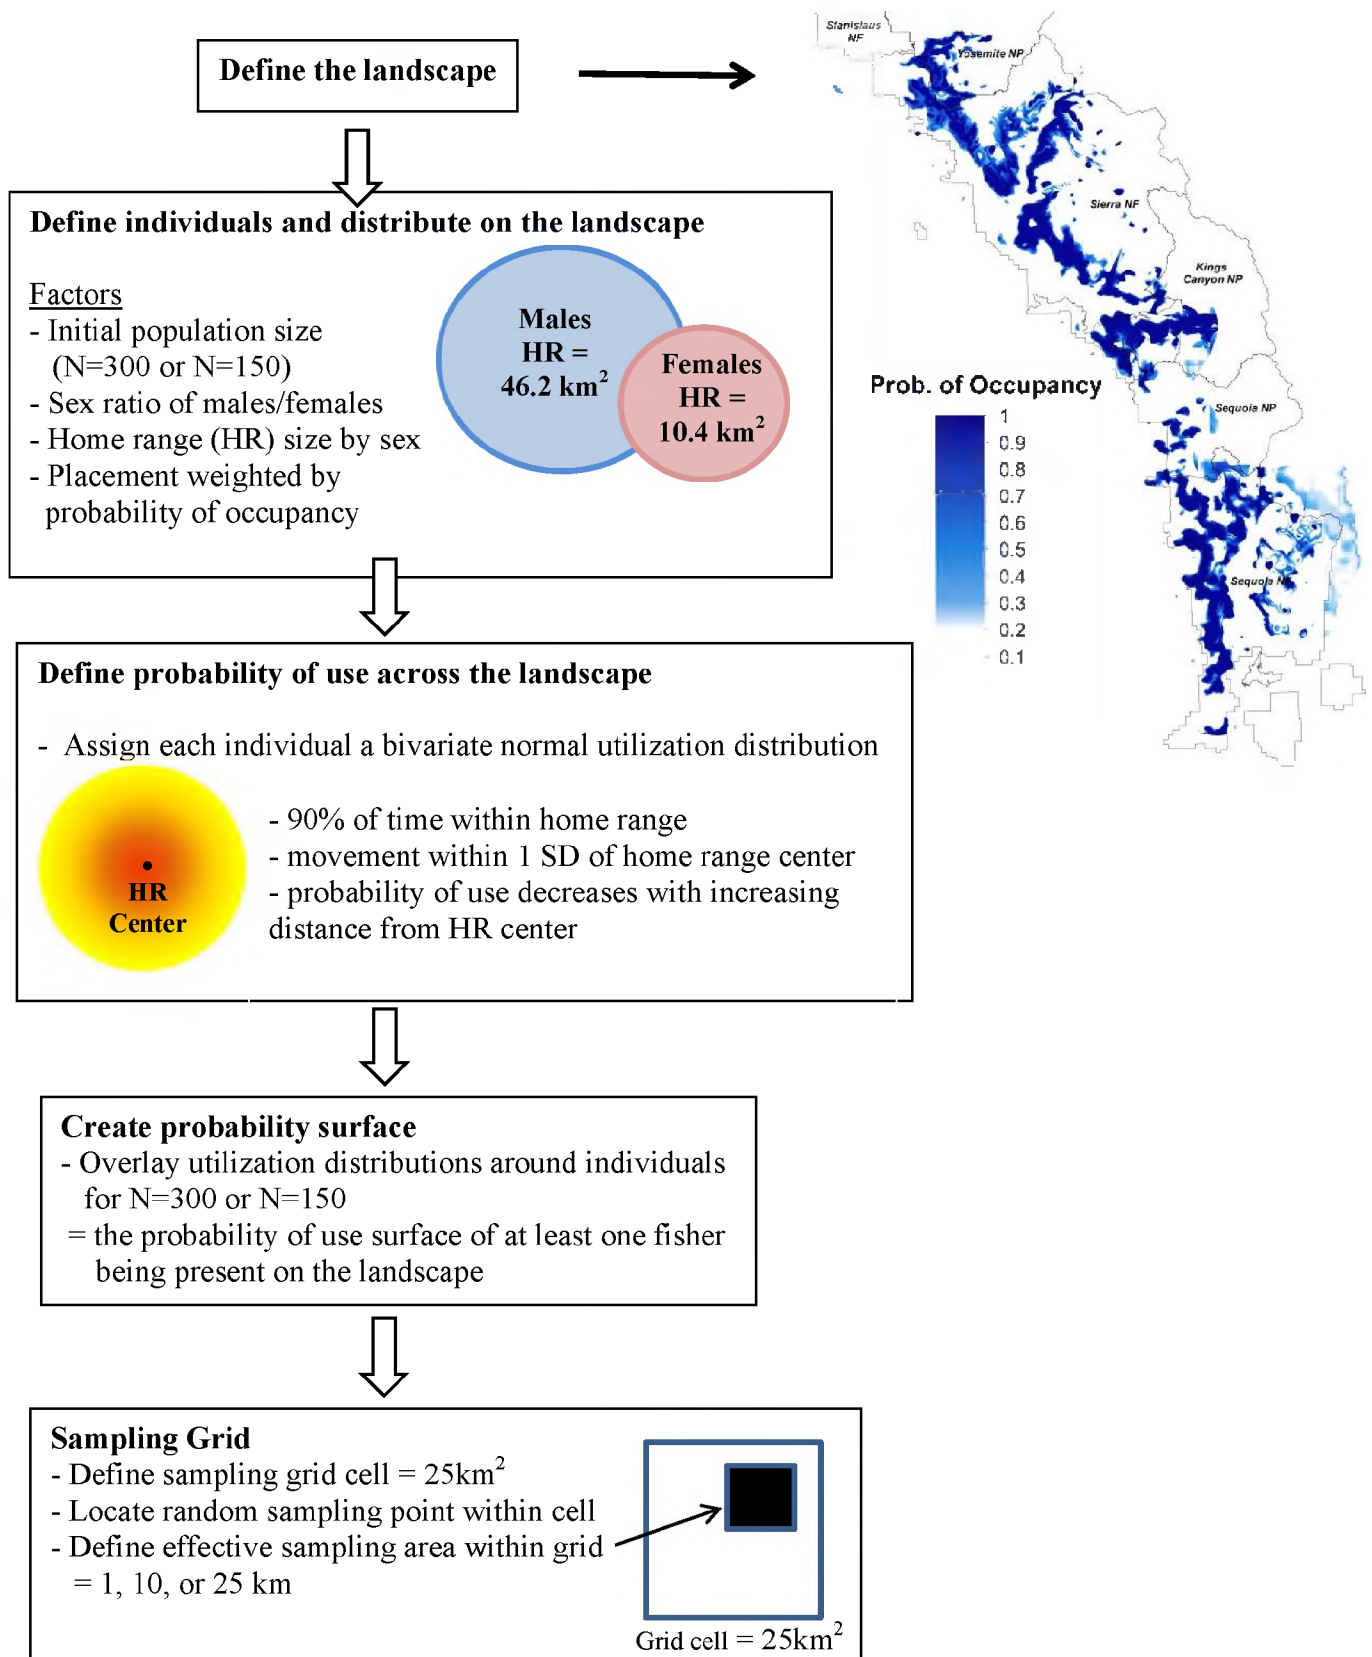 Define the landscape
Stanislaus
NF
Yosemite NP
Sierra NF
Kings
Canyon NP
Sequoia NP
Sequoia NF
Prob. of Occupancy
1
0.9
0.8
0.7
0.6
0.5
0.4
0.3
0.2
0.1
Define individuals and distribute on the landscape
Factors
- Initial population size
(N=300 or N=150)
- Sex ratio of males/females
- Home range (HR) size by sex
- Placement weighted by
probability of occupancy
Males
HR =
46.2 km²
Females
HR =
10.4 km²
Define probability of use across the landscape
- Assign each individual a bivariate normal utilization distribution
HR
Center
- 90% of time within home range
- movement within 1 SD of home range center
- probability of use decreases with increasing
distance from HR center
Create probability surface
- Overlay utilization distributions around individuals
for N=300 or N=150
= the probability of use surface of at least one fisher
being present on the landscape
Sampling Grid
- Define sampling grid cell = 25km²
- Locate random sampling point within cell
- Define effective sampling area within grid
= 1, 10, or 25 km
Grid cell = 25km²